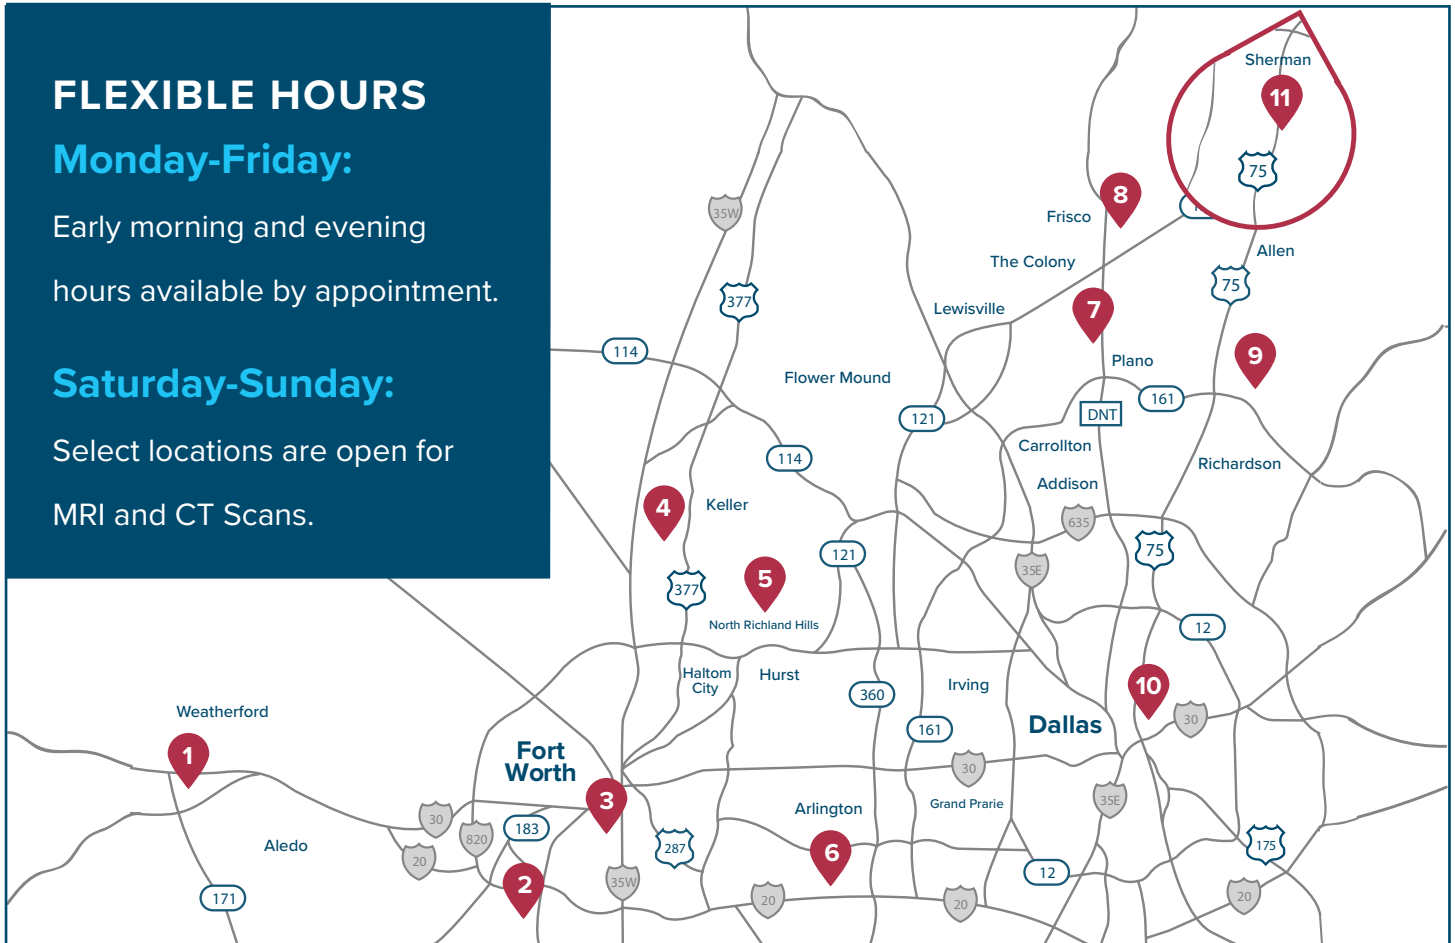 FLEXIBLE HOURS
Monday-Friday:
Early morning and evening
hours available by appointment.
Saturday-Sunday:
Select locations are open for
MRI and CT Scans.
Sherman
11
75
8
Frisco
35W
Allen
The Colony
75
377
Lewisville
7
114
9
Plano
Flower Mound
161
DNT
121
Carrollton
114
Richardson
Addison
4
Keller
635
75
121
35E
5
377
North Richland Hills
12
Haltom
City
Hurst
Irving
10
360
Weatherford
30
Dallas
161
Fort
Worth
1
30
3
35E
Grand Prarie
Arlington
30
183
820
Aledo
287
175
6
20
12
2
35W
171
20
20
20